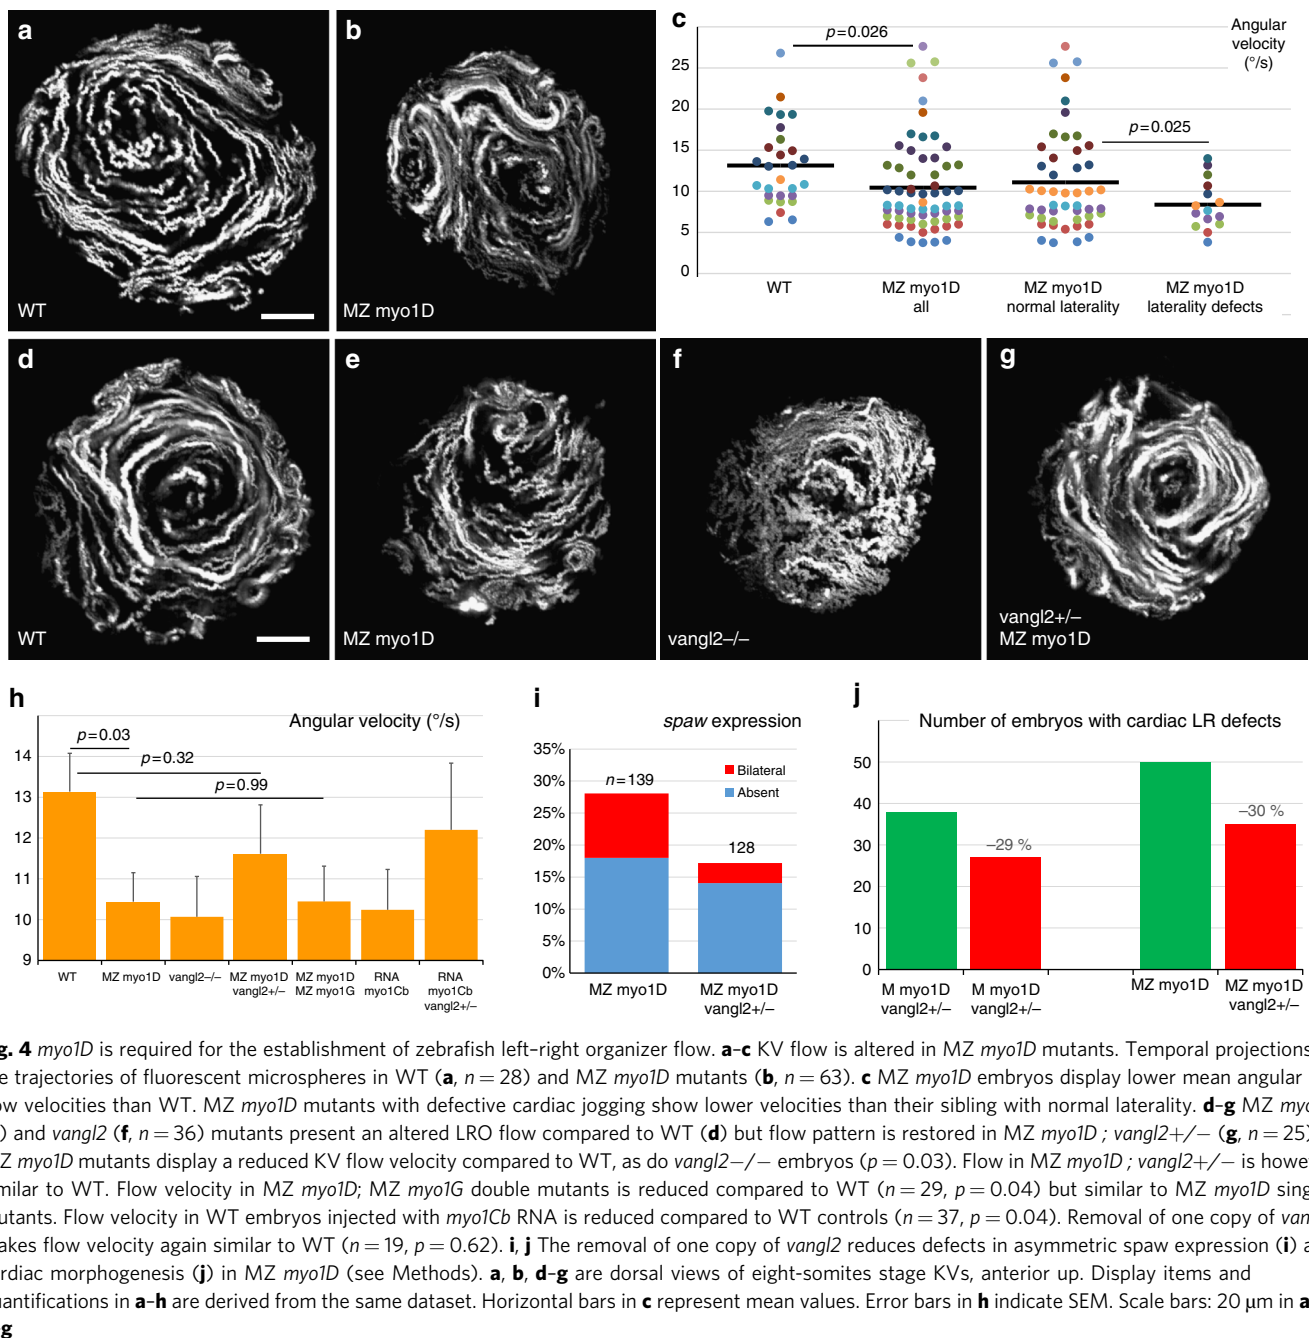 a
WT
b
MZ myo1D
c
Angular
velocity
(°/s)
p=0.026
p=0.025
25
20
15
10
5
0
WT
MZ myo1D
all
MZ myo1D
normal laterality
MZ myo1D
laterality defects
d
WT
e
MZ myo1D
f
vangl2–/–
g
vangl2+/–
MZ myo1D
h
Angular velocity (°/s)
p=0.03
p=0.32
p=0.99
14
13
12
11
10
9
WT
MZ myo1D
vangl2–/–
MZ myo1D
vangl2+/–
MZ myo1D
MZ myo1G
RNA
myo1Cb
RNA
myo1Cb
vangl2+/–
i
spaw expression
35%
30%
25%
20%
15%
10%
5%
0%
n=139
128
Bilateral
Absent
MZ myo1D
MZ myo1D
vangl2+/–
j
Number of embryos with cardiac LR defects
50
40
30
20
10
0
–29 %
–30 %
M myo1D
vangl2+/–
M myo1D
vangl2+/–
MZ myo1D
MZ myo1D
vangl2+/–
g. 4 myo1D is required for the establishment of zebrafish left–right organizer flow. a–c KV flow is altered in MZ myo1D mutants. Temporal projections
e trajectories of fluorescent microspheres in WT (a, n = 28) and MZ myo1D mutants (b, n = 63). c MZ myo1D embryos display lower mean angular
ow velocities than WT. MZ myo1D mutants with defective cardiac jogging show lower velocities than their sibling with normal laterality. d–g MZ myo
) and vangl2 (f, n = 36) mutants present an altered LRO flow compared to WT (d) but flow pattern is restored in MZ myo1D ; vangl2+/− (g, n = 25)
Z myo1D mutants display a reduced KV flow velocity compared to WT, as do vangl2−/− embryos (p = 0.03). Flow in MZ myo1D ; vangl2+/− is howe
milar to WT. Flow velocity in MZ myo1D; MZ myo1G double mutants is reduced compared to WT (n = 29, p = 0.04) but similar to MZ myo1D sing
utants. Flow velocity in WT embryos injected with myo1Cb RNA is reduced compared to WT controls (n = 37, p = 0.04). Removal of one copy of van
akes flow velocity again similar to WT (n = 19, p = 0.62). i, j The removal of one copy of vangl2 reduces defects in asymmetric spaw expression (i) a
rdiac morphogenesis (j) in MZ myo1D (see Methods). a, b, d–g are dorsal views of eight-somites stage KVs, anterior up. Display items and
uantifications in a–h are derived from the same dataset. Horizontal bars in c represent mean values. Error bars in h indicate SEM. Scale bars: 20 μm in a
g